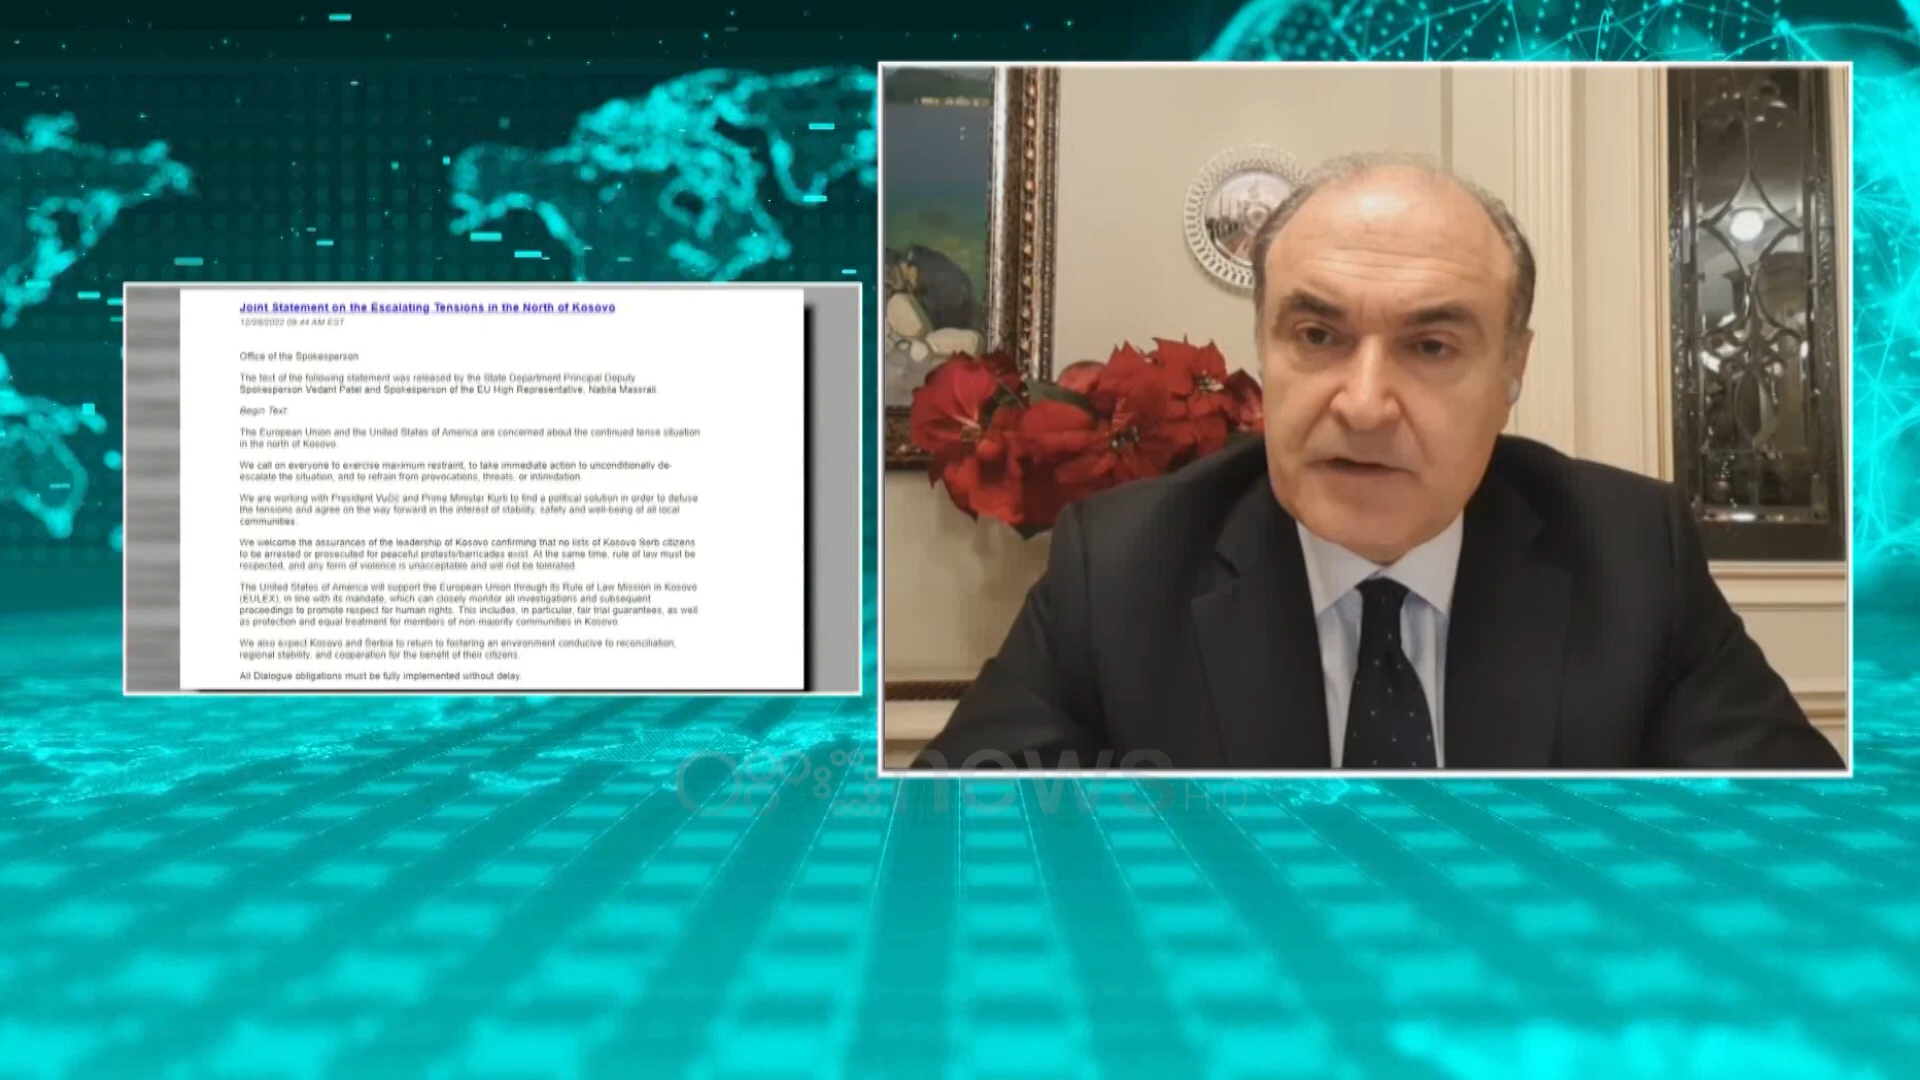 Joint Statement on the Escalating Tensions in the North of Kosovo
12/28/2022 09:44 AM EST
Office of the Spokesperson
The text of the following statement was released by the State Department Principal Deputy
Spokesperson Vedant Patel and Spokesperson of the EU High Representative, Nabila Massrali.
Begin Text:
The European Union and the United States of America are concerned about the continued tense situation
in the north of Kosovo.
We call on everyone to exercise maximum restraint, to take immediate action to unconditionally de-
escalate the situation, and to refrain from provocations, threats, or intimidation.
We are working with President Vučić and Prime Minister Kurti to find a political solution in order to defuse
the tensions and agree on the way forward in the interest of stability, safety and well-being of all local
communities.
We welcome the assurances of the leadership of Kosovo confirming that no lists of Kosovo Serb citizens
to be arrested or prosecuted for peaceful protests/barricades exist. At the same time, rule of law must be
respected, and any form of violence is unacceptable and will not be tolerated.
The United States of America will support the European Union through its Rule of Law Mission in Kosovo
(EULEX), in line with its mandate, which can closely monitor all investigations and subsequent
proceedings to promote respect for human rights. This includes, in particular, fair trial guarantees, as well
as protection and equal treatment for members of non-majority communities in Kosovo.
We also expect Kosovo and Serbia to return to fostering an environment conducive to reconciliation,
regional stability, and cooperation for the benefit of their citizens.
All Dialogue obligations must be fully implemented without delay.
news HD